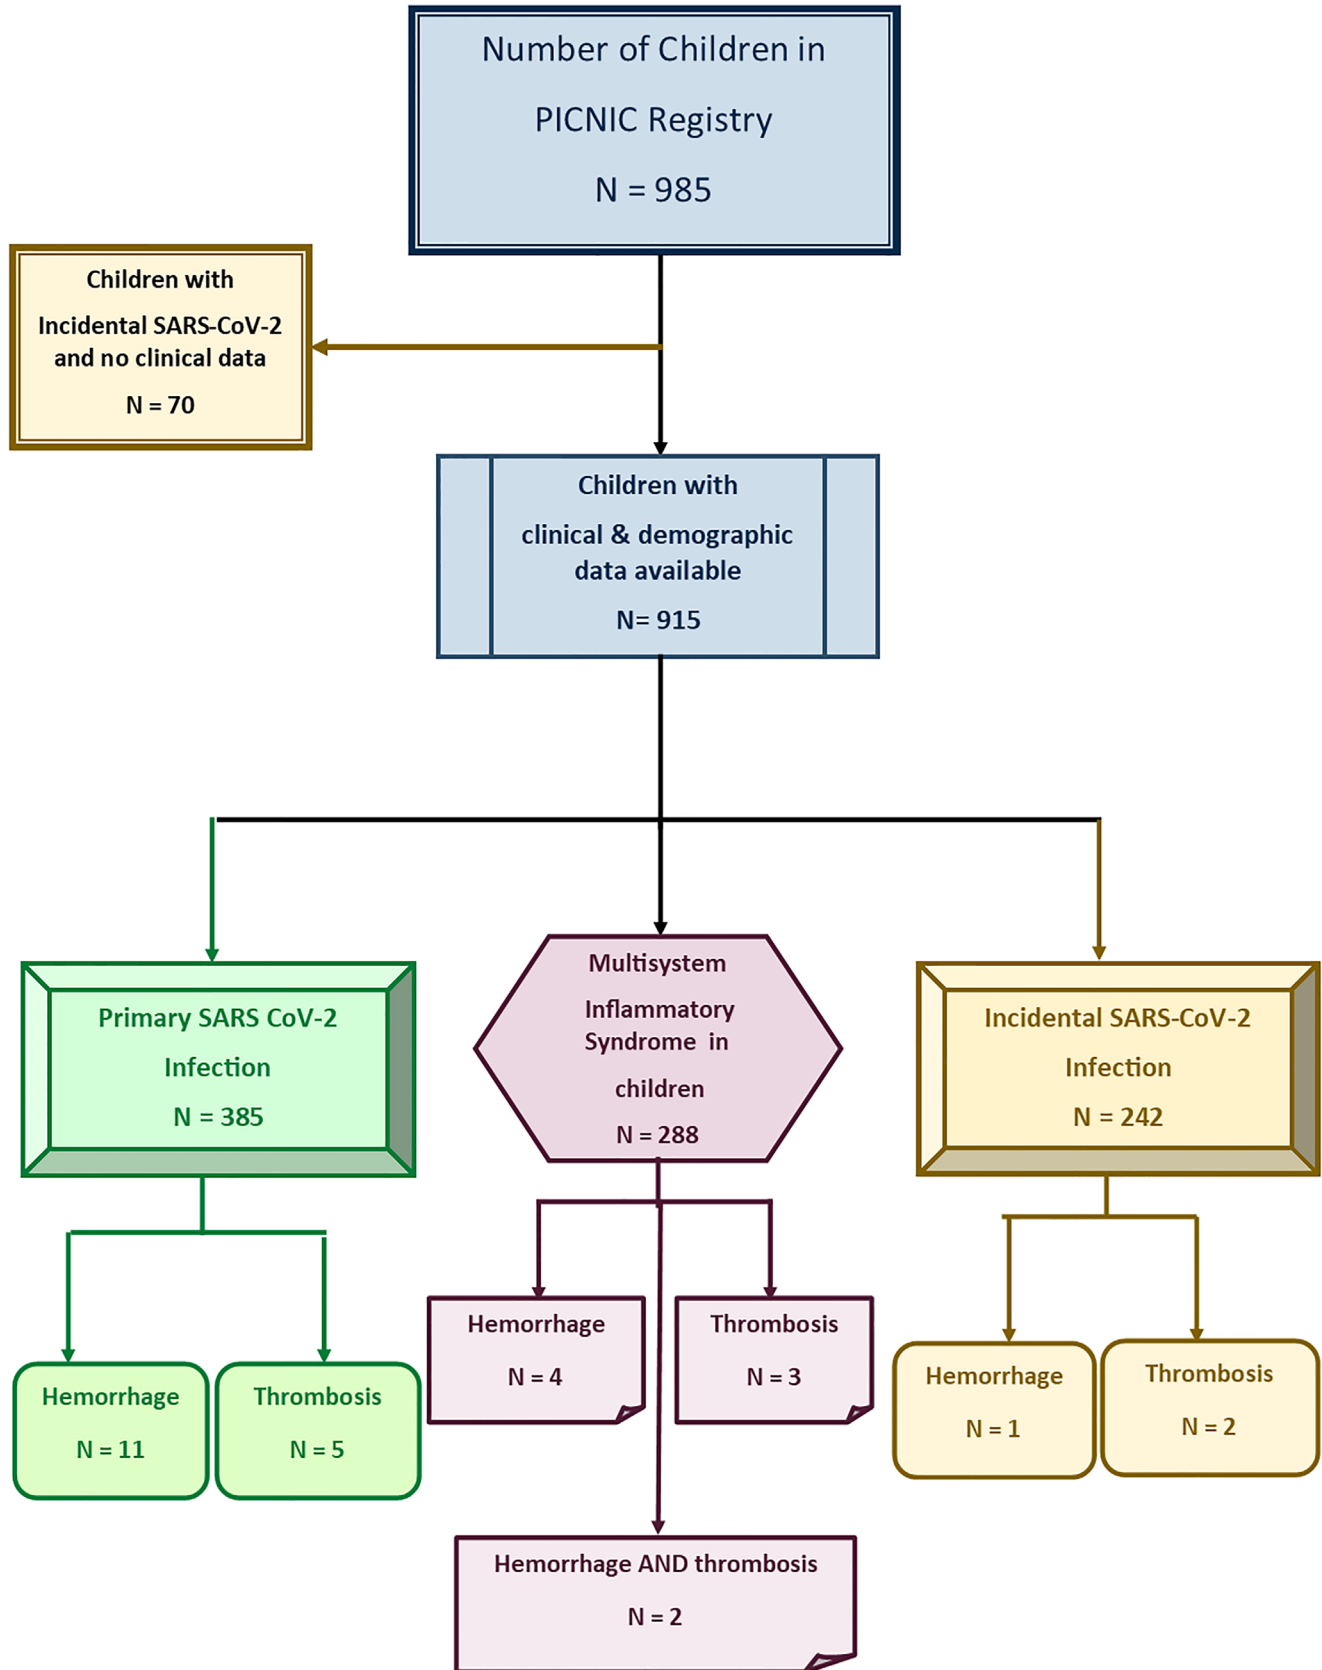 Number of Children in
PICNIC Registry
N = 985
Children with
Incidental SARS-CoV-2
and no clinical data
N = 70
Children with
clinical & demographic
data available
N= 915
Primary SARS CoV-2
Infection
N = 385
Multisystem
Inflammatory
Syndrome in
children
N = 288
Incidental SARS-CoV-2
Infection
N = 242
Hemorrhage
N = 11
Thrombosis
N = 5
Hemorrhage
N = 4
Thrombosis
N = 3
Hemorrhage
N = 1
Thrombosis
N = 2
Hemorrhage AND thrombosis
N = 2